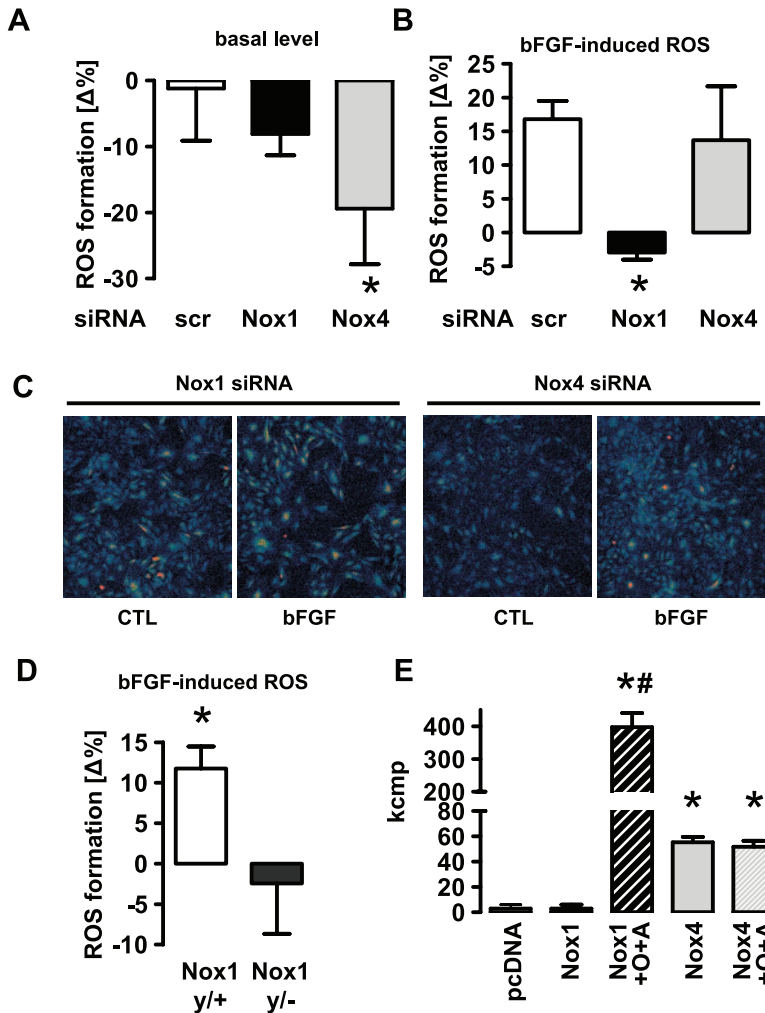 A
basal level
ROS formation [Δ%]
0
-10
-20
-30
*
siRNA scr Nox1 Nox4
B
bFGF-induced ROS
ROS formation [Δ%]
25
20
15
10
5
0
-5
*
siRNA scr Nox1 Nox4
C
Nox1 siRNA
Nox4 siRNA
CTL
bFGF
CTL
bFGF
D
bFGF-induced ROS
ROS formation [Δ%]
15
10
5
0
-5
-10
*
Nox1 Nox1
y/+ y/-
E
kcmp
400
300
200
80
60
40
20
0
*#
*
*
pcDNA
Nox1
Nox1
+O+A
Nox4
Nox4
+O+A